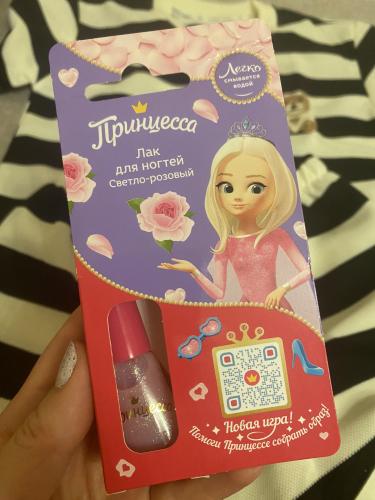 Легко
смывается
водой
Принцесса
Лак
для ногтей
Светло-розовый
Принцесса
Новая игра!
Помоги Принцессе собрать образ!